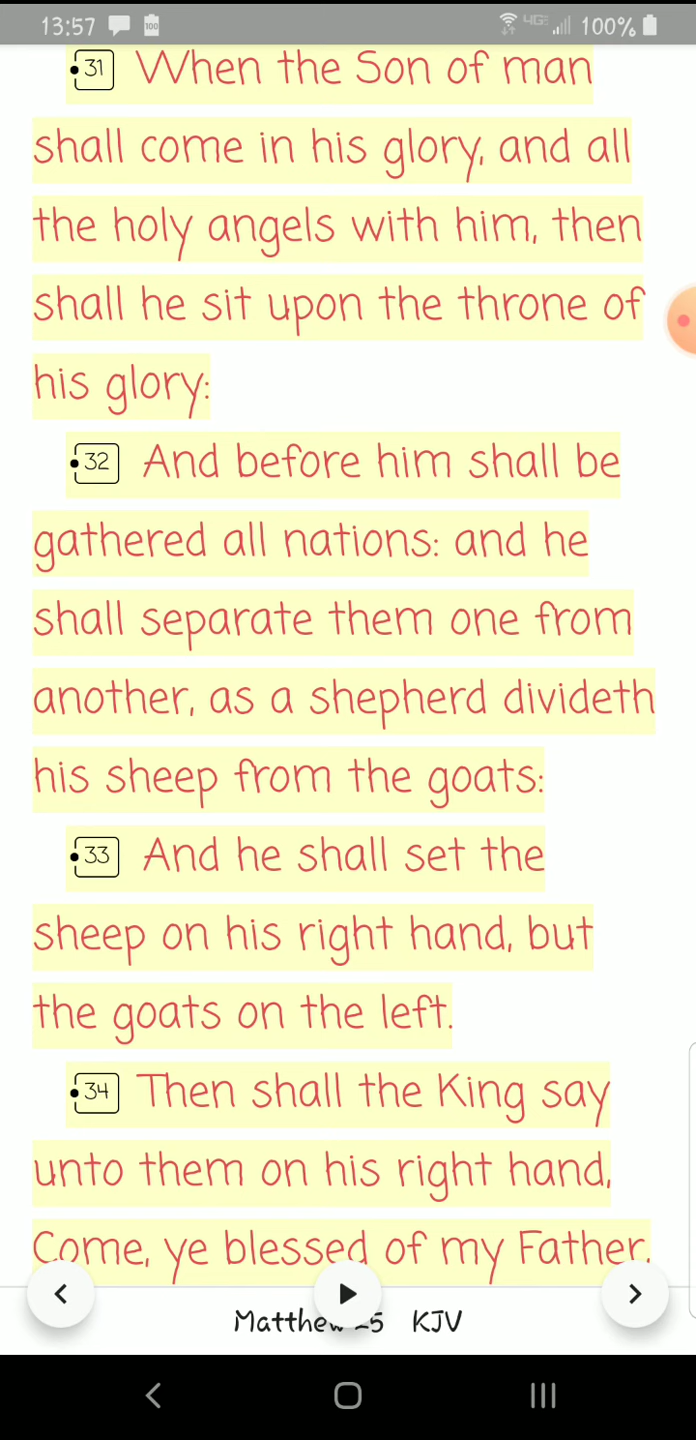 13:57 100 4GE 100%
31 When the Son of man
shall come in his glory, and all
the holy angels with him, then
shall he sit upon the throne of
his glory:
32 And before him shall be
gathered all nations: and he
shall separate them one from
another, as a shepherd divideth
his sheep from the goats:
33 And he shall set the
sheep on his right hand, but
the goats on the left.
34 Then shall the King say
unto them on his right hand,
Come, ye blessed of my Father,
Matthew 25 KJV